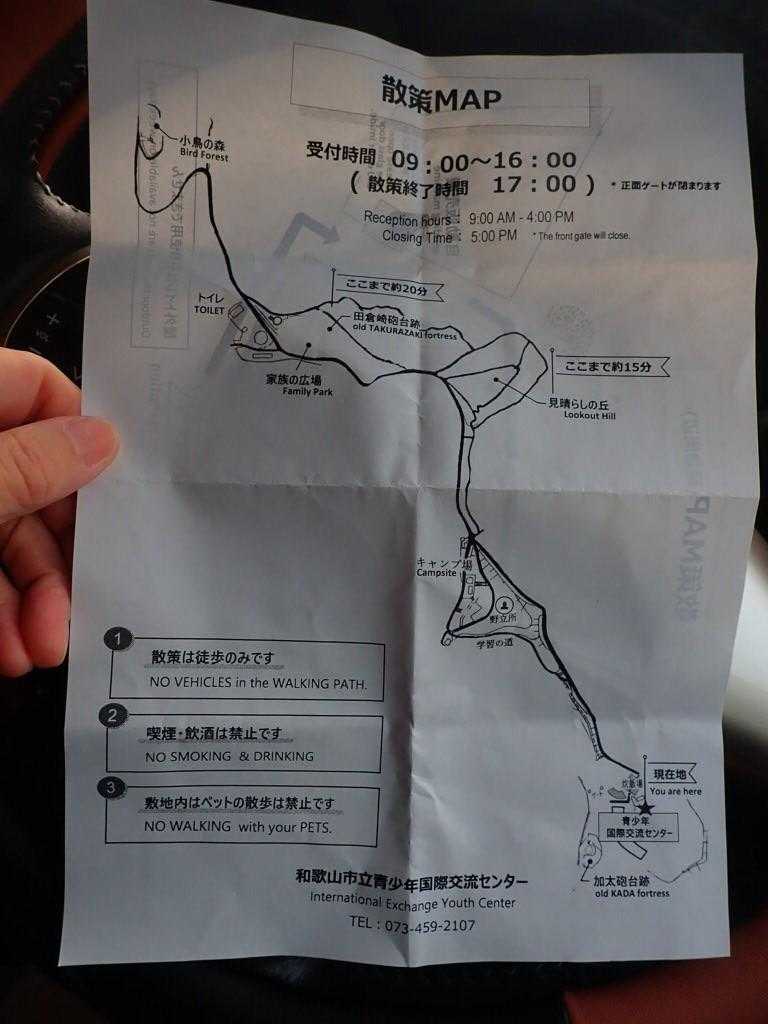 散策MAP
受付時間 09:00〜16:00
(散策終了時間 17:00) *正面ゲートが閉まります
Reception hours: 9:00 AM - 4:00 PM
Closing Time: 5:00 PM *The front gate will close.
小鳥の森
Bird Forest
ここまで約20分
トイレ
TOILET
田倉崎砲台跡
old TAKURAZAKI fortress
家族の広場
Family Park
ここまで約15分
見晴らしの丘
Lookout Hill
キャンプ場
Campsite
野立所
学習の道
1
散策は徒歩のみです
NO VEHICLES in the WALKING PATH.
2
喫煙・飲酒は禁止です
NO SMOKING & DRINKING
3
敷地内はペットの散歩は禁止です
NO WALKING with your PETS.
現在地
You are here
炊飯場
青少年
国際交流センター
加太砲台跡
old KADA fortress
和歌山市立青少年国際交流センター
International Exchange Youth Center
TEL:073-459-2107